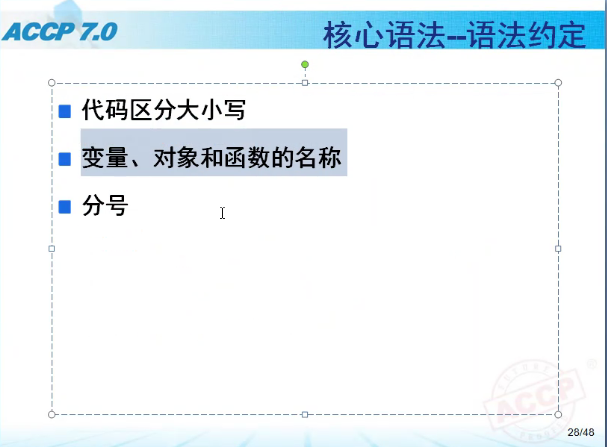 ACCP 7.0
核心语法--语法约定
代码区分大小写
变量、对象和函数的名称
分号
ACCP
®
28/48